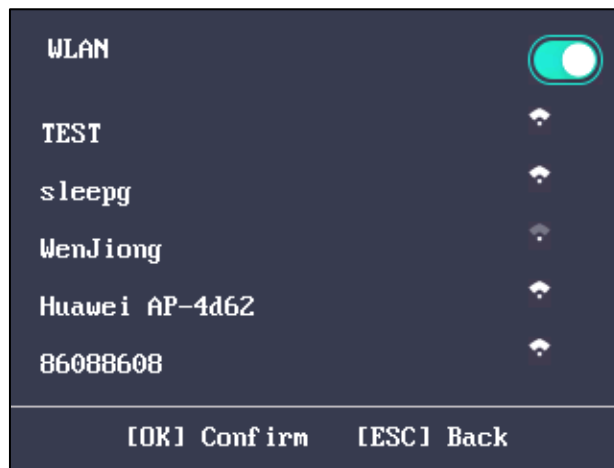 WLAN
TEST
sleepg
WenJiong
Huawei AP-4d62
86088608
[OK] Confirm [ESC] Back